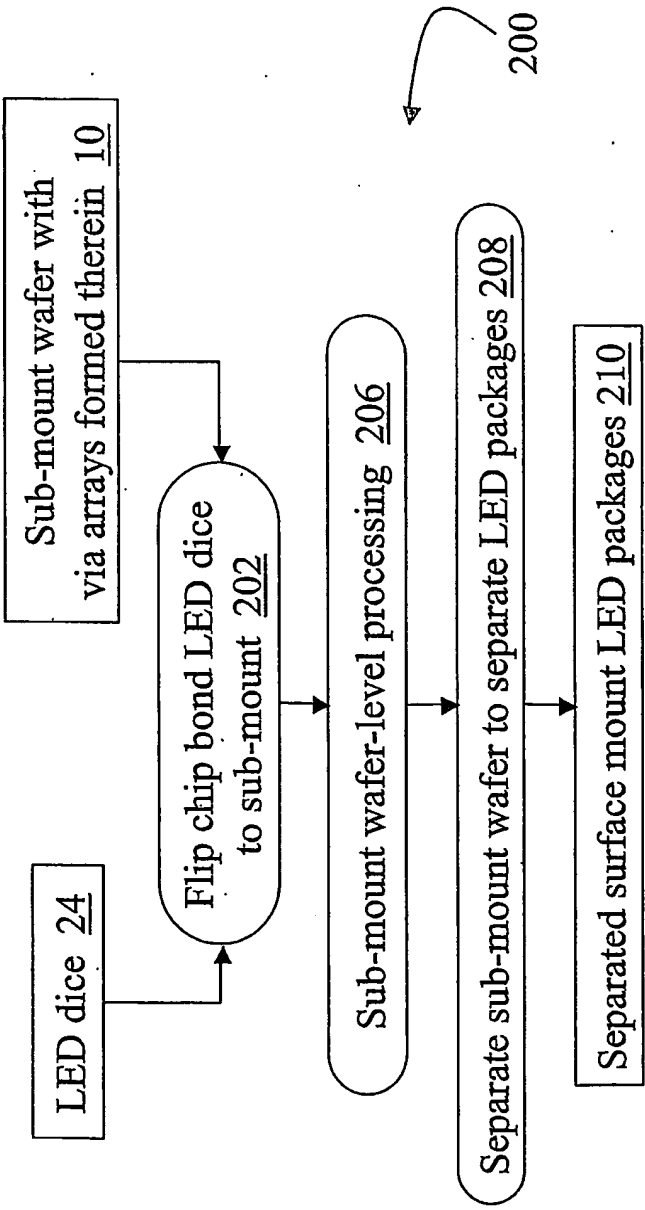 LED dice 24
Sub-mount wafer with
via arrays formed therein 10
Flip chip bond LED dice
to sub-mount 202
Sub-mount wafer-level processing 206
Separate sub-mount wafer to separate LED packages 208
Separated surface mount LED packages 210
200